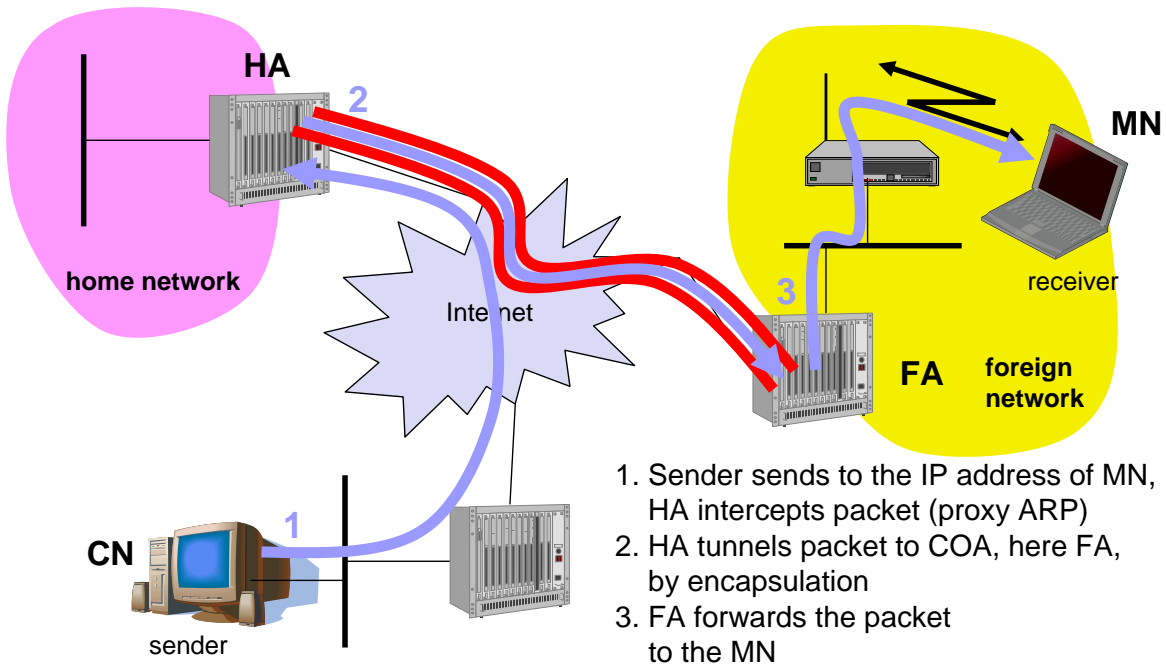 HA
2
MN
home network
Internet
3
receiver
FA
foreign
network
1
CN
sender
1. Sender sends to the IP address of MN,
HA intercepts packet (proxy ARP)
2. HA tunnels packet to COA, here FA,
by encapsulation
3. FA forwards the packet
to the MN